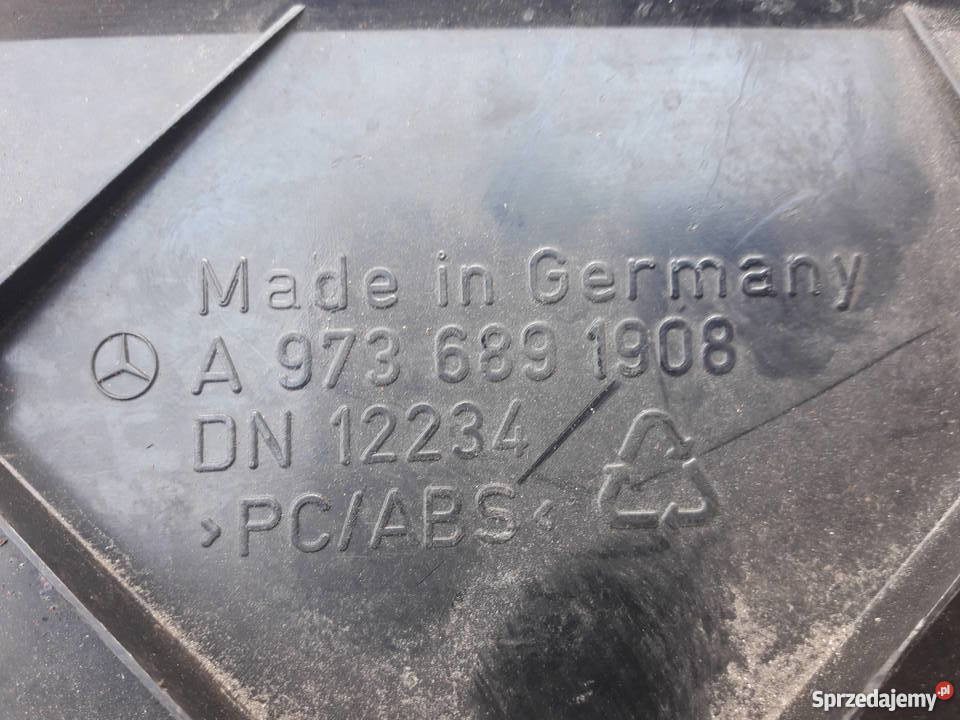 Made in Germany
A 973 689 1908
DN 12234
>PC/ABS<
Sprzedajemy.pl